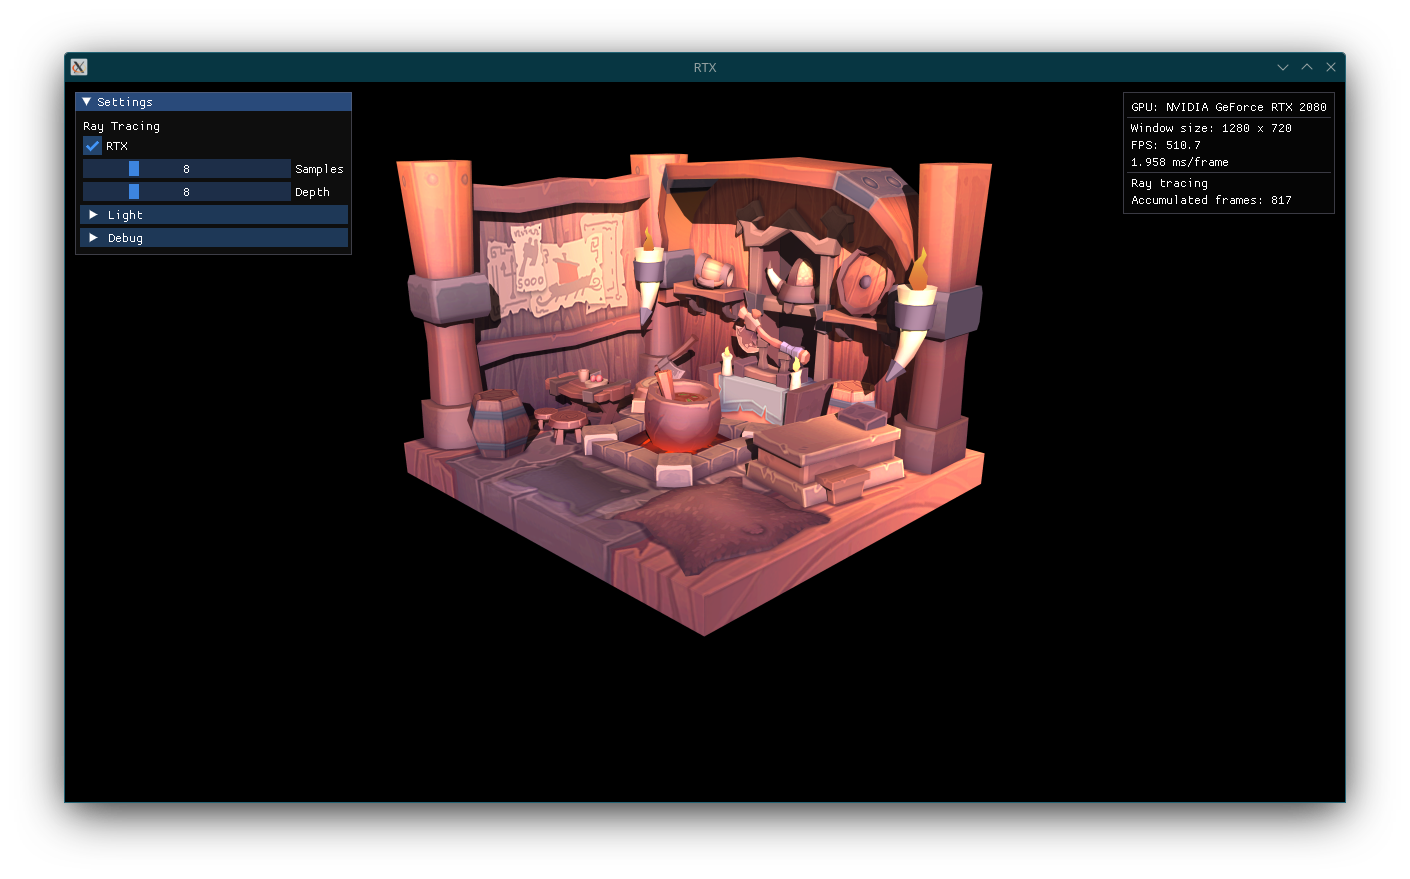 RTX
Settings
Ray Tracing
RTX
8 Samples
8 Depth
Light
Debug
GPU: NVIDIA GeForce RTX 2080
Window size: 1280 x 720
FPS: 510.7
1.958 ms/frame
Ray tracing
Accumulated frames: 817
5000